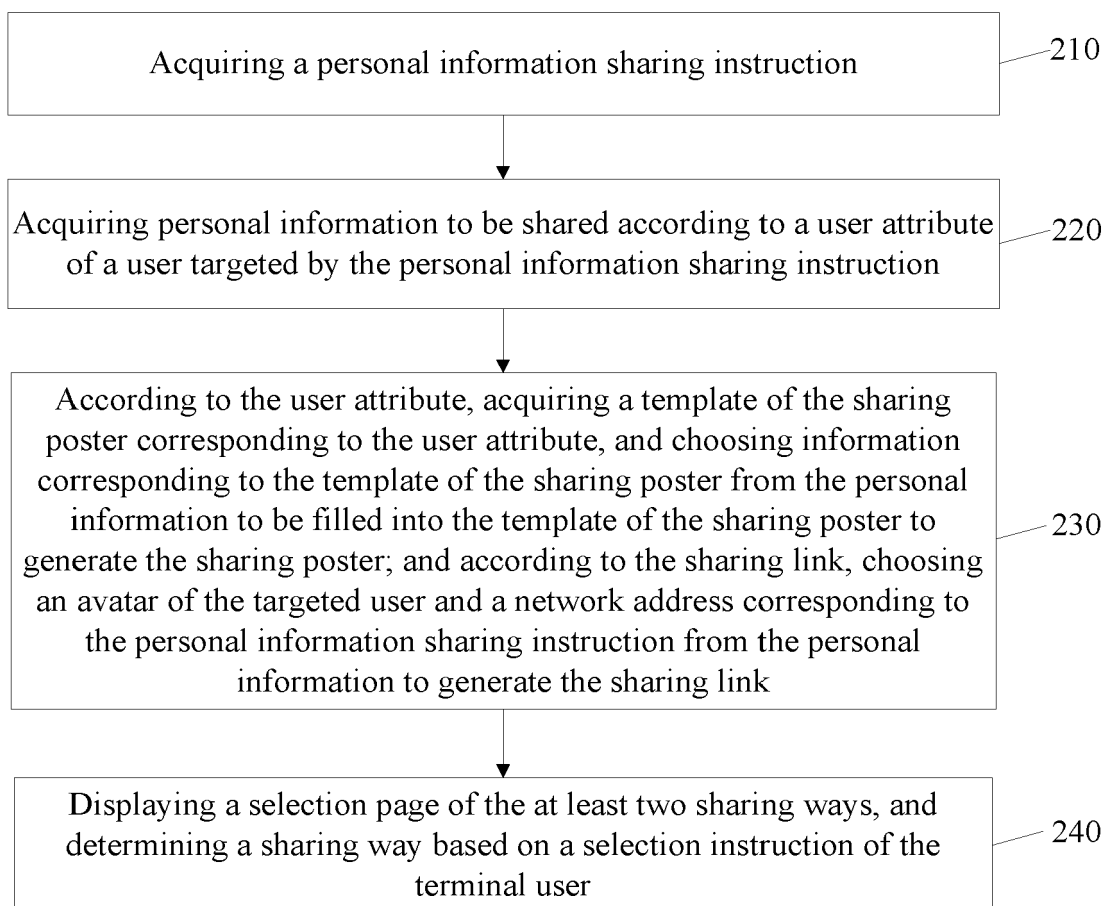 Acquiring a personal information sharing instruction
210
Acquiring personal information to be shared according to a user attribute
of a user targeted by the personal information sharing instruction
220
According to the user attribute, acquiring a template of the sharing
poster corresponding to the user attribute, and choosing information
corresponding to the template of the sharing poster from the personal
information to be filled into the template of the sharing poster to
generate the sharing poster; and according to the sharing link, choosing
an avatar of the targeted user and a network address corresponding to
the personal information sharing instruction from the personal
information to generate the sharing link
230
Displaying a selection page of the at least two sharing ways, and
determining a sharing way based on a selection instruction of the
terminal user
240